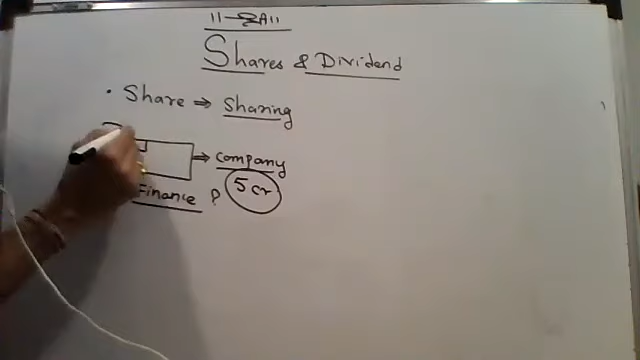 Shares & Dividend
• Share ⇒ Sharing
⇒ company
Finance ? 5 cr